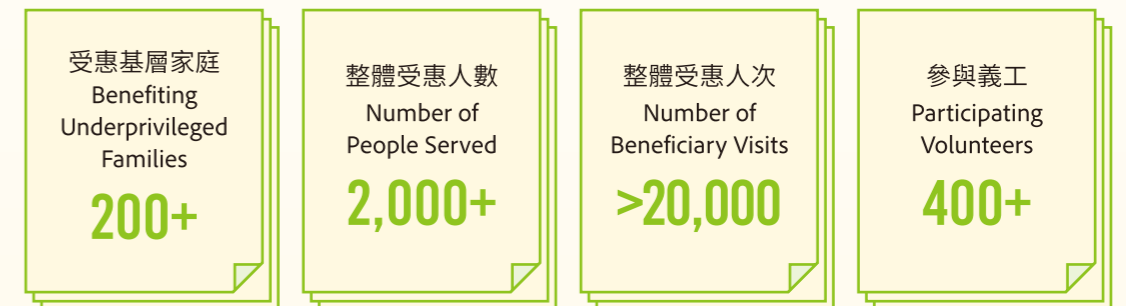 受惠基層家庭
Benefiting
Underprivileged
Families
200+
整體受惠人數
Number of
People Served
2,000+
整體受惠人次
Number of
Beneficiary Visits
>20,000
參與義工
Participating
Volunteers
400+